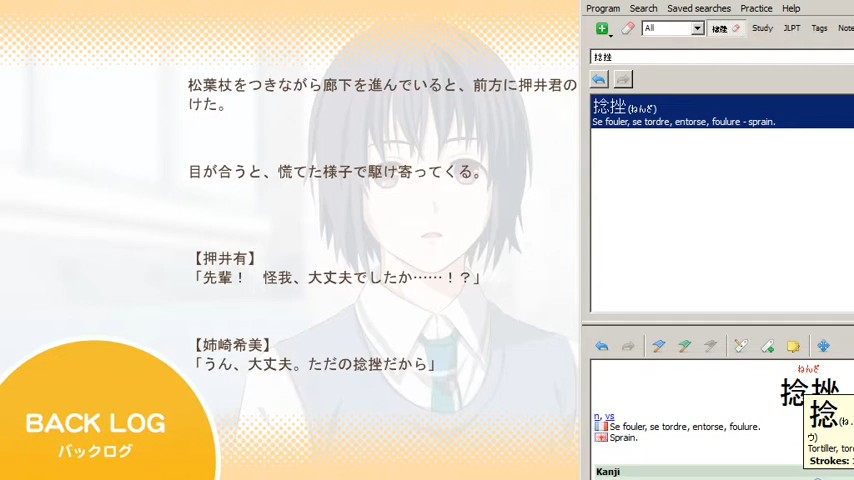 松葉杖をつきながら廊下を進んでいると、前方に押井君の
けた。
目が合うと、慌てた様子で駆け寄ってくる。
【押井有】
「先輩！　怪我、大丈夫でしたか……！？」
【姉崎希美】
「うん、大丈夫。ただの捻挫だから」
BACK LOG
バックログ
Program Search Saved searches Practice Help
All 捻挫 Study JLPT Tags Note
捻挫
捻挫 (ねんざ)
Se fouler, se tordre, entorse, foulure - sprain.
ねんざ
捻挫
n, vs
Se fouler, se tordre, entorse, foulure.
Sprain.
捻 (ね.
ウ)
Tortiller, tor
Strokes:
Kanji